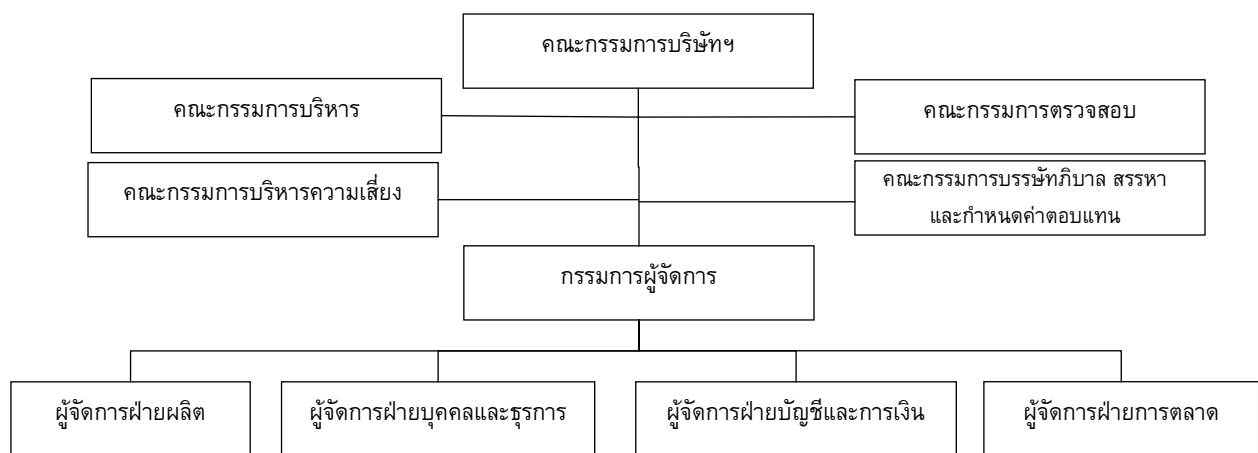 คณะกรรมการบริษัทฯ
คณะกรรมการบริหาร
คณะกรรมการตรวจสอบ
คณะกรรมการบริหารความเสี่ยง
คณะกรรมการบรรษัทภิบาล สรรหา
และกำหนดค่าตอบแทน
กรรมการผู้จัดการ
ผู้จัดการฝ่ายผลิต
ผู้จัดการฝ่ายบุคคลและธุรการ
ผู้จัดการฝ่ายบัญชีและการเงิน
ผู้จัดการฝ่ายการตลาด